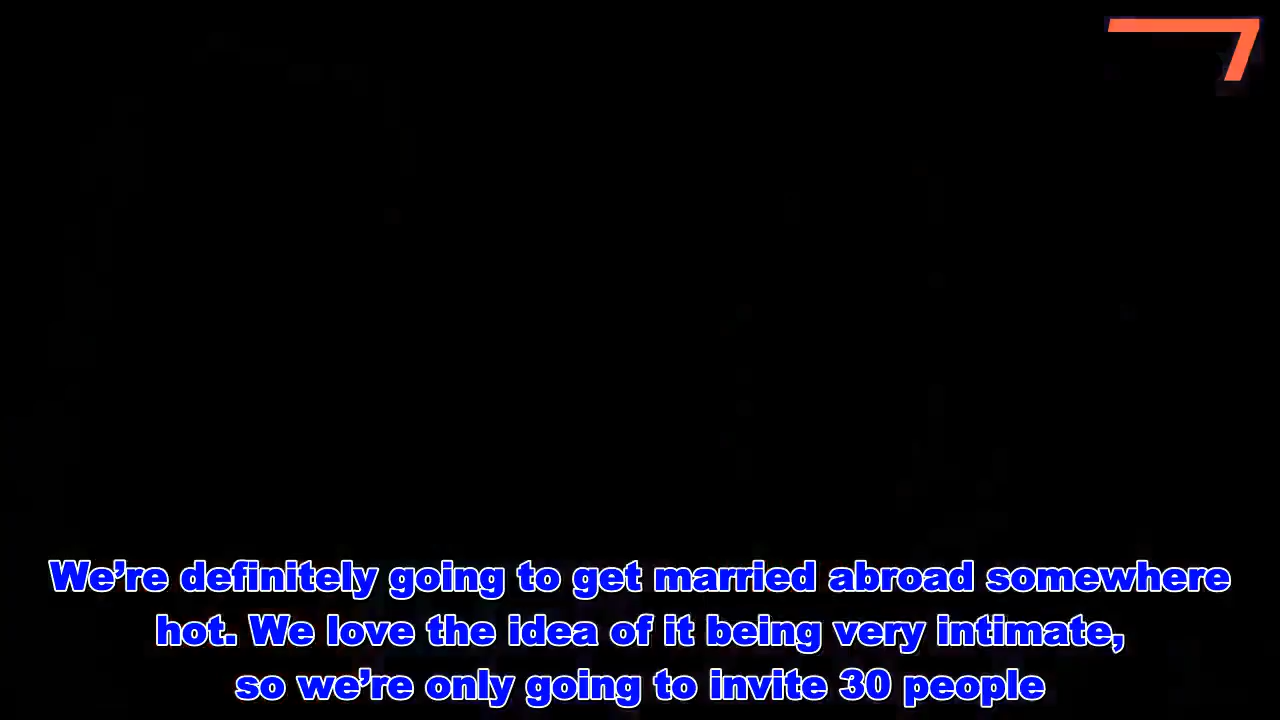 We’re definitely going to get married abroad somewhere
hot. We love the idea of it being very intimate,
so we’re only going to invite 30 people